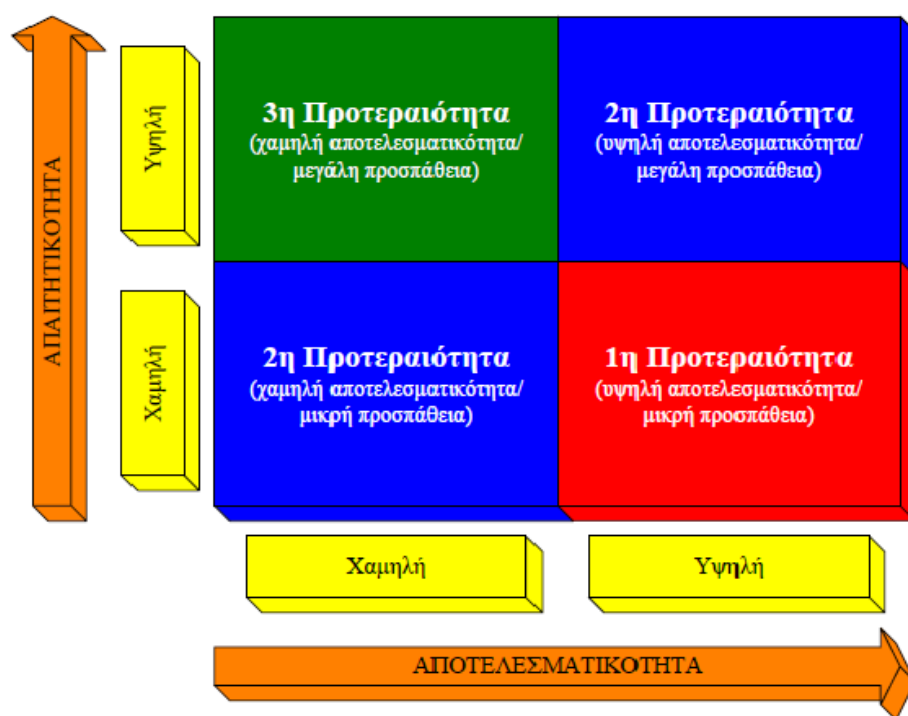 ΑΠΑΙΤΗΤΙΚΟΤΗΤΑ
Υψηλή
3η Προτεραιότητα
(χαμηλή αποτελεσματικότητα/
μεγάλη προσπάθεια)
2η Προτεραιότητα
(υψηλή αποτελεσματικότητα/
μεγάλη προσπάθεια)
Χαμηλή
2η Προτεραιότητα
(χαμηλή αποτελεσματικότητα/
μικρή προσπάθεια)
1η Προτεραιότητα
(υψηλή αποτελεσματικότητα/
μικρή προσπάθεια)
Χαμηλή
Υψηλή
ΑΠΟΤΕΛΕΣΜΑΤΙΚΟΤΗΤΑ